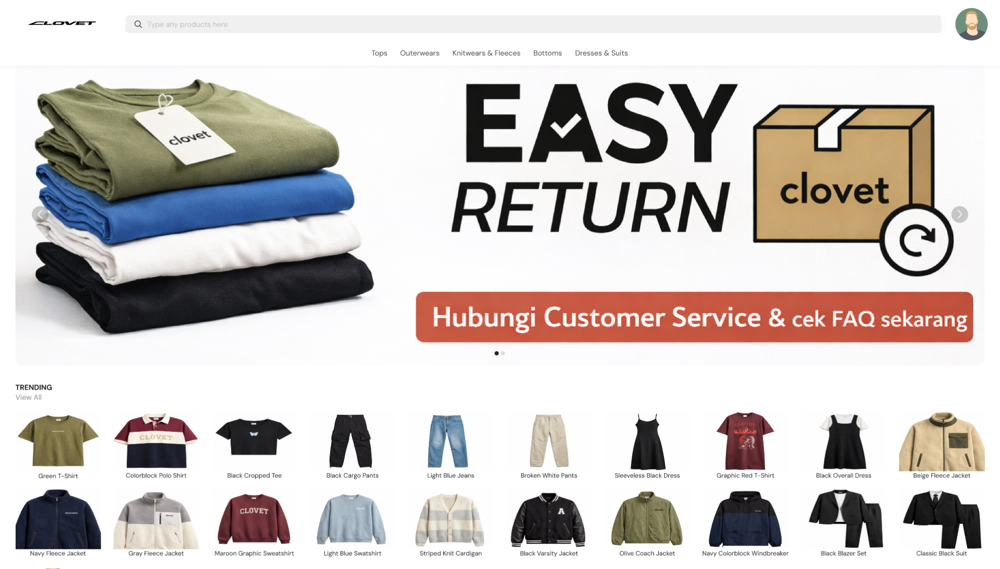 CLOVET
Type any products here
Tops Outerwears Knitwears & Fleeces Bottoms Dresses & Suits
clovet
EASY
RETURN
clovet
Hubungi Customer Service & cek FAQ sekarang
TRENDING
View All
CLOVET
CLOVET
Green T-Shirt Colorblock Polo Shirt Black Cropped Tee Black Cargo Pants Light Blue Jeans Broken White Pants Sleeveless Black Dress Graphic Red T-Shirt Black Overall Dress Beige Fleece Jacket
clovet
CLOVET
clovet
A
clovet
clovet
Navy Fleece Jacket Gray Fleece Jacket Maroon Graphic Sweatshirt Light Blue Swatshirt Striped Knit Cardigan Black Varsity Jacket Olive Coach Jacket Navy Colorblock Windbreaker Black Blazer Set Classic Black Suit